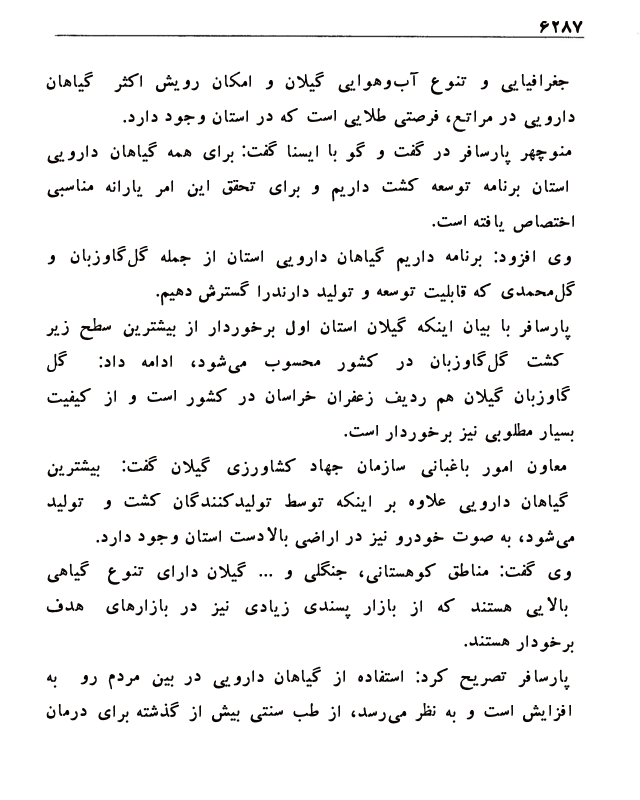 ۶۲۸۷
جغرافیایی و تنوع آب‌وهوایی گیلان و امکان رویش اکثر گیاهان
دارویی در مراتع، فرصتی طلایی است که در استان وجود دارد.
منوچهر پارسافر در گفت و گو با ایسنا گفت: برای همه گیاهان دارویی
استان برنامه توسعه کشت داریم و برای تحقق این امر یارانه مناسبی
اختصاص یافته است.
وی افزود: برنامه داریم گیاهان دارویی استان از جمله گل‌گاوزبان و
گل‌محمدی که قابلیت توسعه و تولید دارندرا گسترش دهیم.
پارسافر با بیان اینکه گیلان استان اول برخوردار از بیشترین سطح زیر
کشت گل‌گاوزبان در کشور محسوب می‌شود، ادامه داد: گل
گاوزبان گیلان هم ردیف زعفران خراسان در کشور است و از کیفیت
بسیار مطلوبی نیز برخوردار است.
معاون امور باغبانی سازمان جهاد کشاورزی گیلان گفت: بیشترین
گیاهان دارویی علاوه بر اینکه توسط تولیدکنندگان کشت و تولید
می‌شود، به صوت خودرو نیز در اراضی بالادست استان وجود دارد.
وی گفت: مناطق کوهستانی، جنگلی و ... گیلان دارای تنوع گیاهی
بالایی هستند که از بازار پسندی زیادی نیز در بازارهای هدف
برخودار هستند.
پارسافر تصریح کرد: استفاده از گیاهان دارویی در بین مردم رو به
افزایش است و به نظر می‌رسد، از طب سنتی بیش از گذشته برای درمان